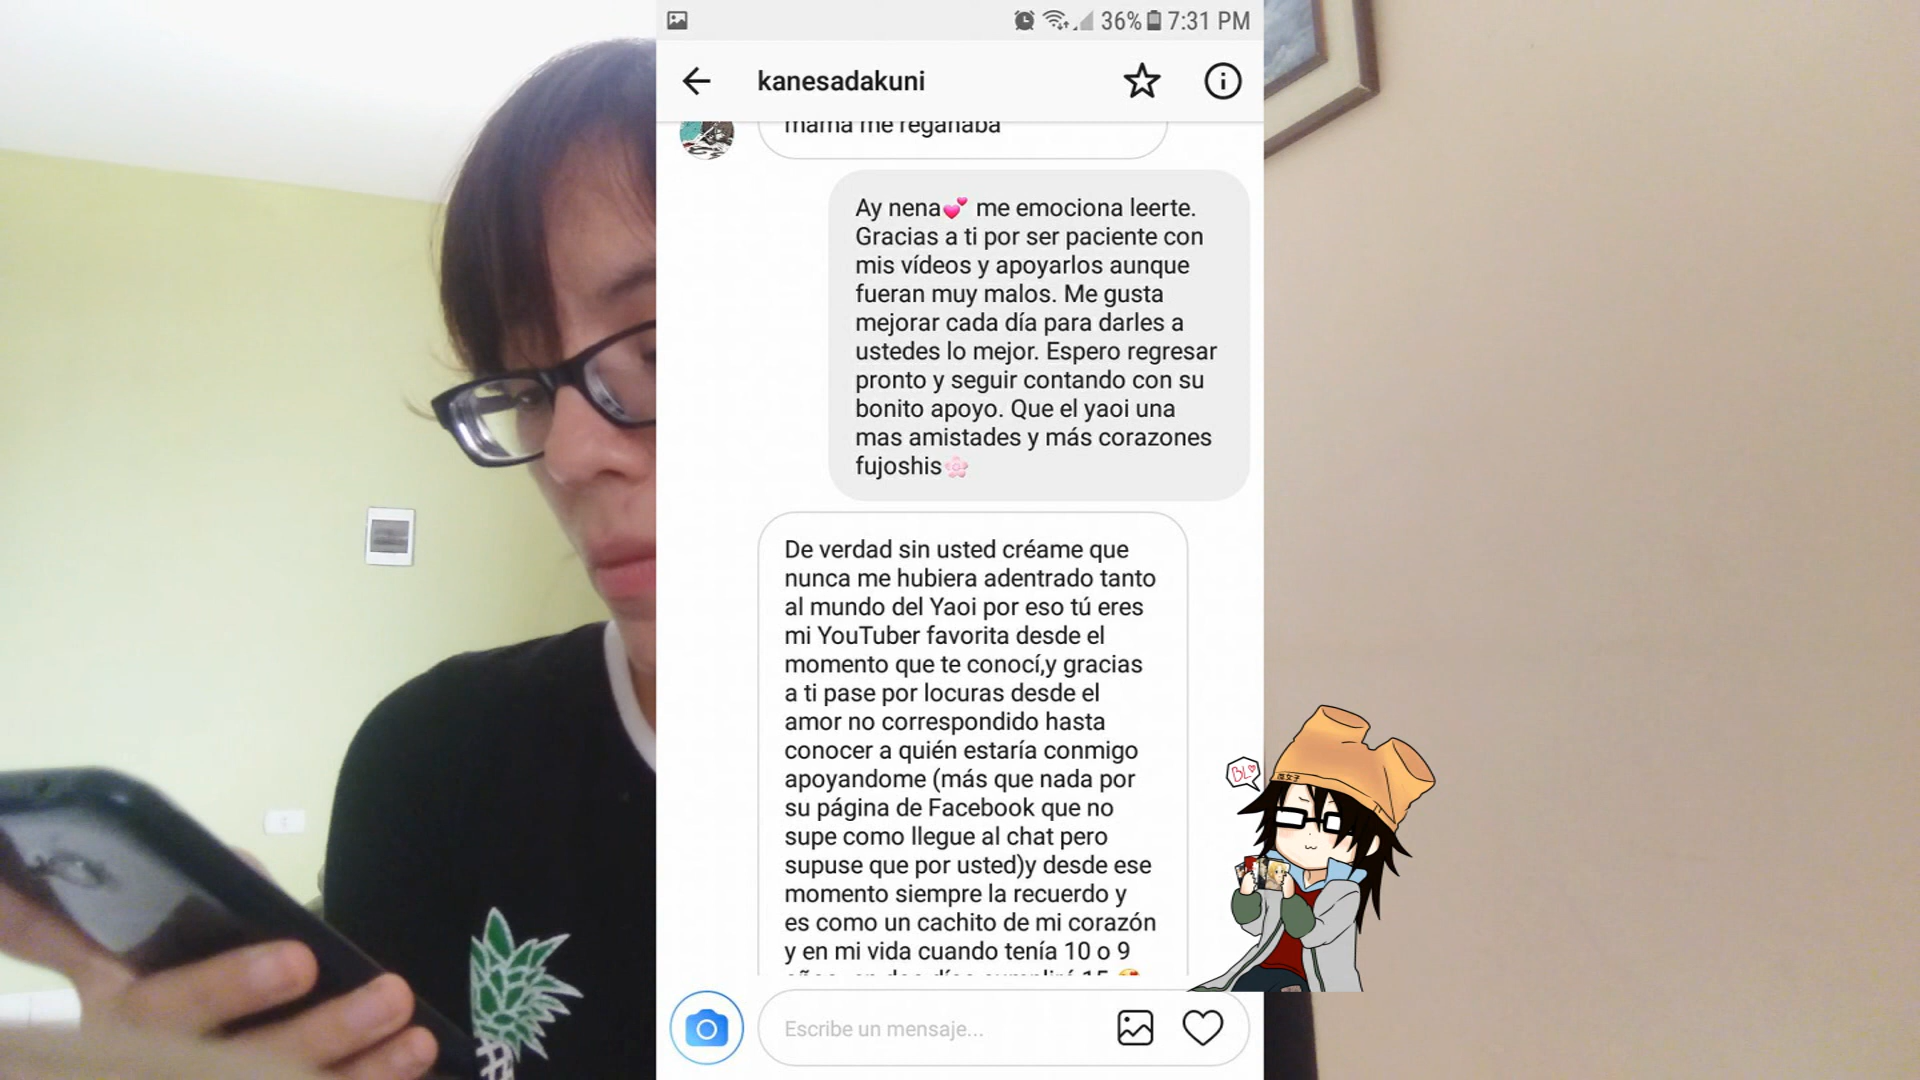 36% 7:31 PM
kanesadakuni
mamá me regañaba
Ay nena💕 me emociona leerte.
Gracias a ti por ser paciente con
mis vídeos y apoyarlos aunque
fueran muy malos. Me gusta
mejorar cada día para darles a
ustedes lo mejor. Espero regresar
pronto y seguir contando con su
bonito apoyo. Que el yaoi una
mas amistades y más corazones
fujoshis🌸
De verdad sin usted créame que
nunca me hubiera adentrado tanto
al mundo del Yaoi por eso tú eres
mi YouTuber favorita desde el
momento que te conocí,y gracias
a ti pase por locuras desde el
amor no correspondido hasta
conocer a quién estaría conmigo
apoyandome (más que nada por
su página de Facebook que no
supe como llegue al chat pero
supuse que por usted)y desde ese
momento siempre la recuerdo y
es como un cachito de mi corazón
y en mi vida cuando tenía 10 o 9
BL♡
Escribe un mensaje...